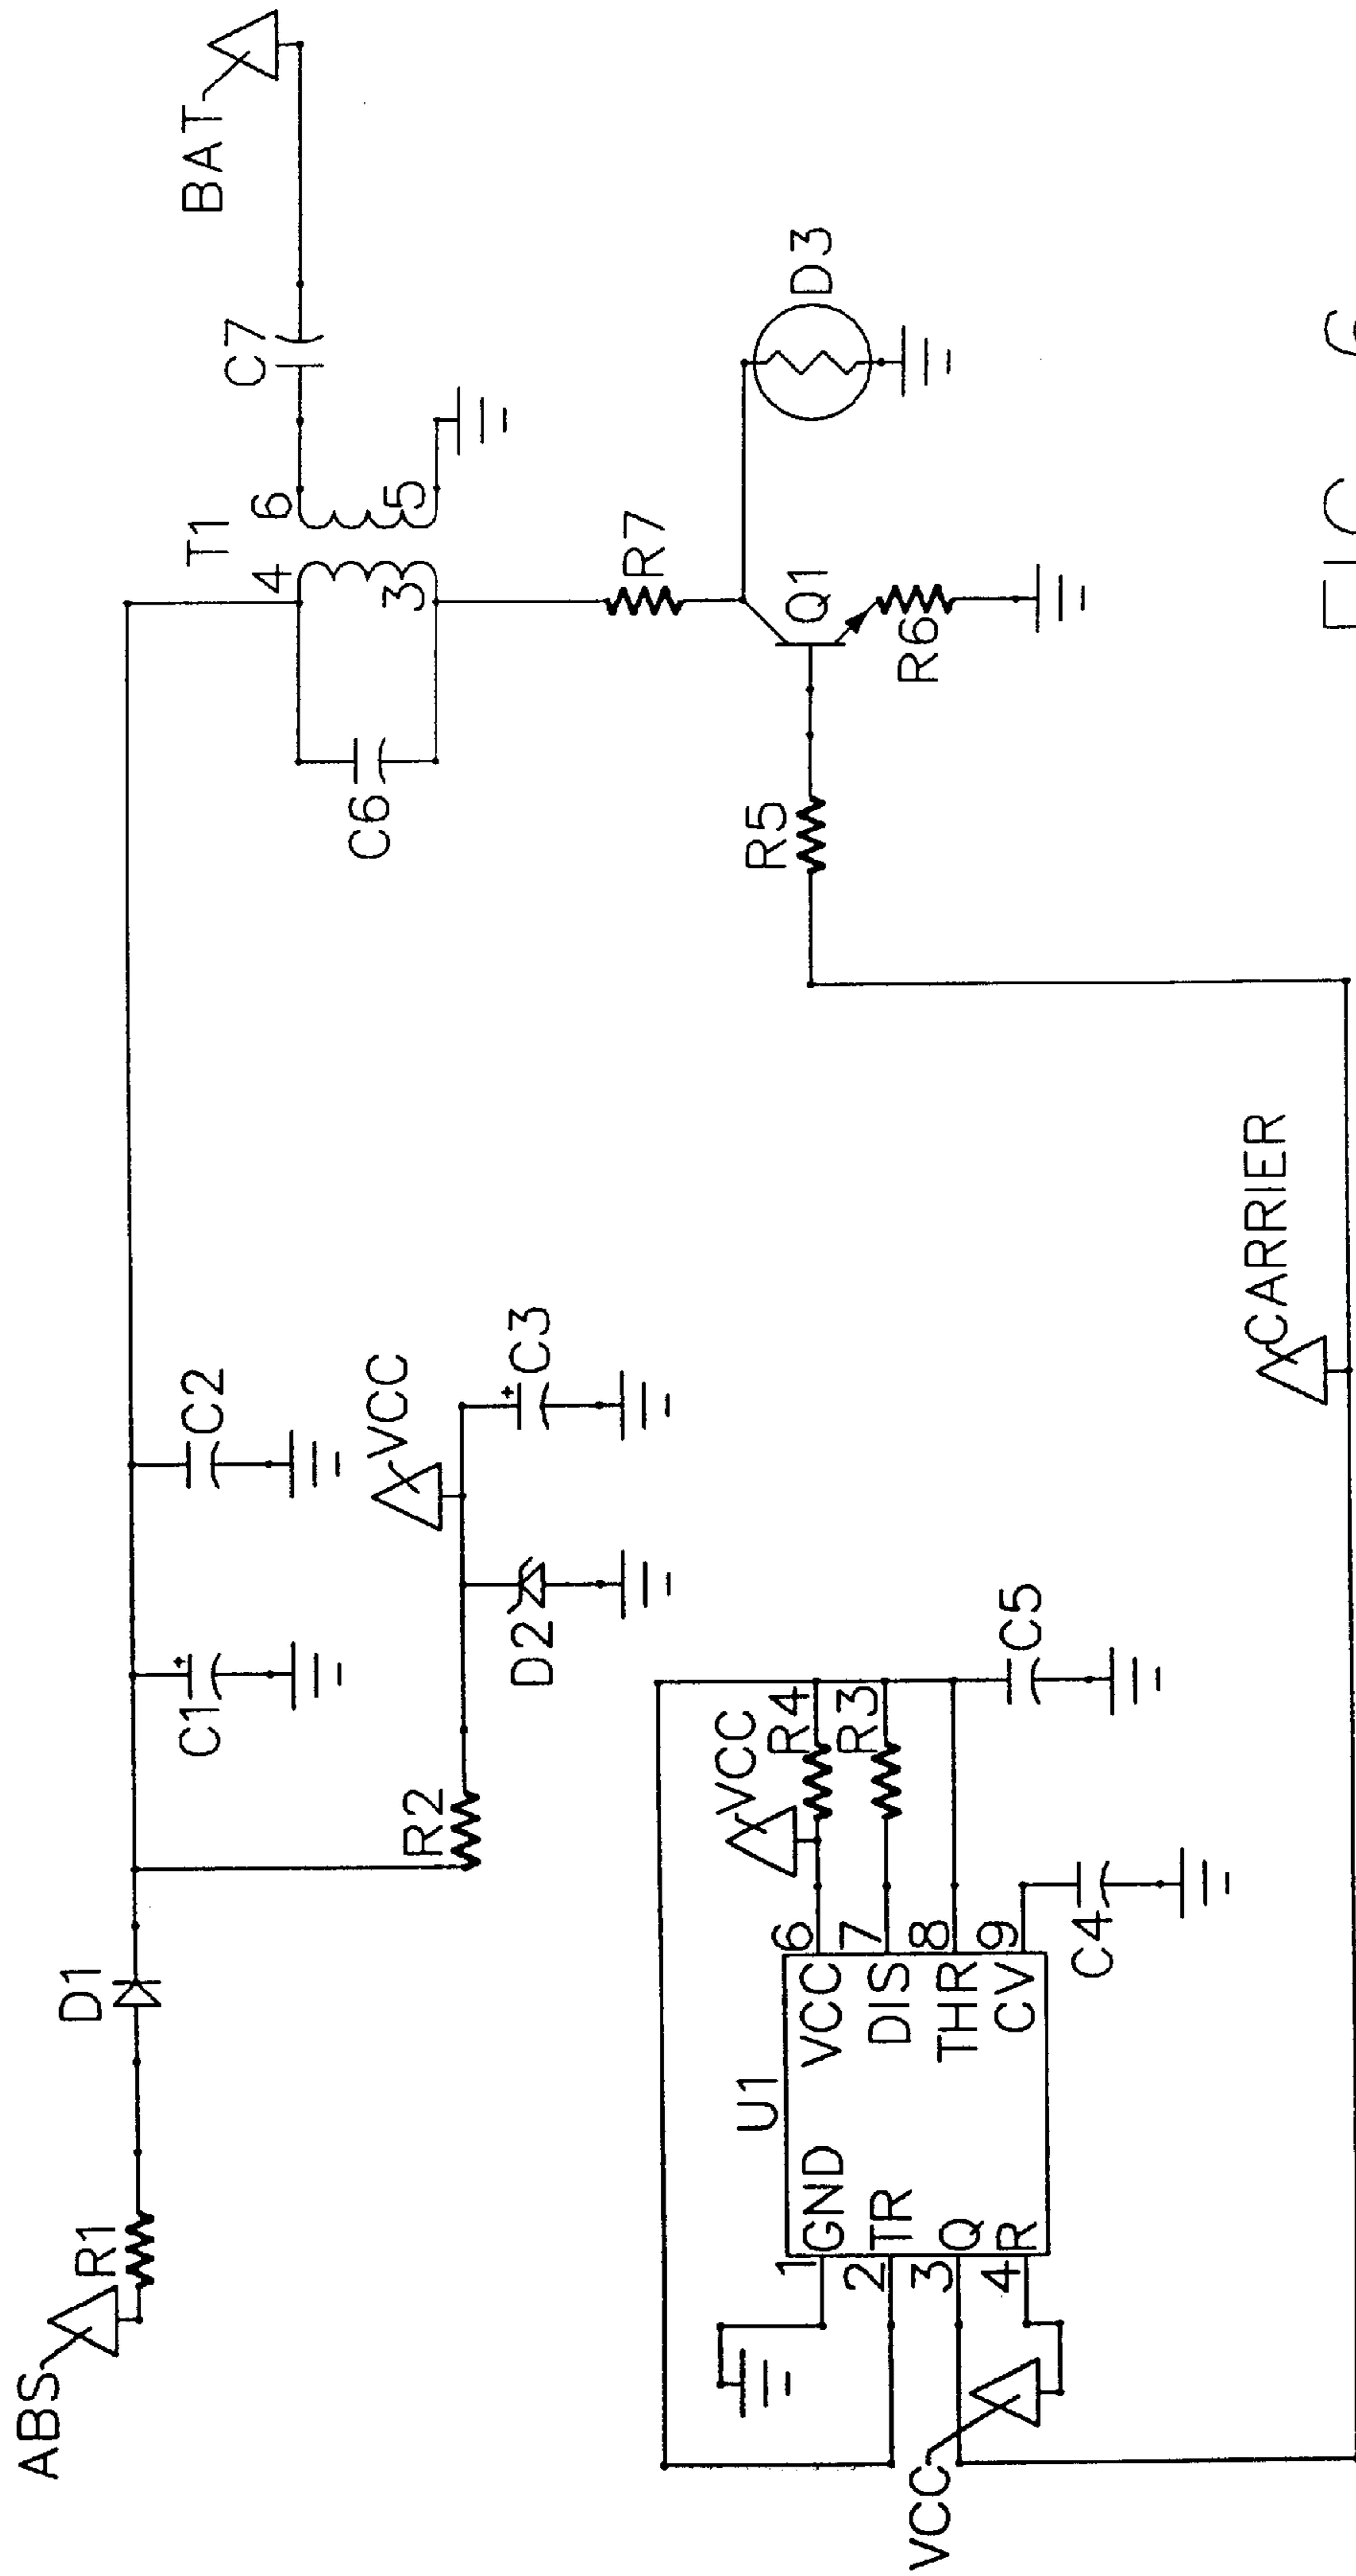 ABS
R1
D1
C1
C2
R2
D2
VCC
C3
T1
4
3
6
5
C6
C7
BAT
R7
Q1
R6
R5
D3
U1
1 GND
2 TR
3 Q
4 R
VCC 6
DIS 7
THR 8
CV 9
VCC
VCC
R4
R3
C5
C4
CARRIER